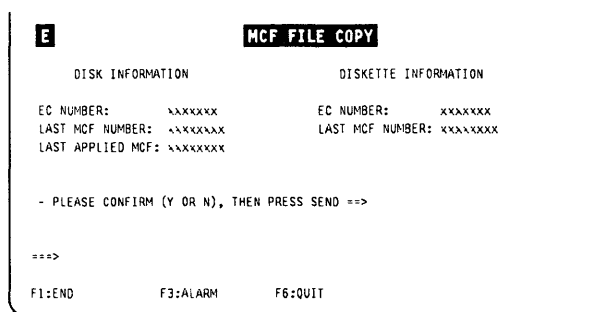 E MCF FILE COPY
DISK INFORMATION DISKETTE INFORMATION
EC NUMBER: xxxxxxx EC NUMBER: xxxxxxx
LAST MCF NUMBER: xxxxxxxx LAST MCF NUMBER: xxxxxxxx
LAST APPLIED MCF: xxxxxxxx
- PLEASE CONFIRM (Y OR N), THEN PRESS SEND ==>
===>
F1:END F3:ALARM F6:QUIT